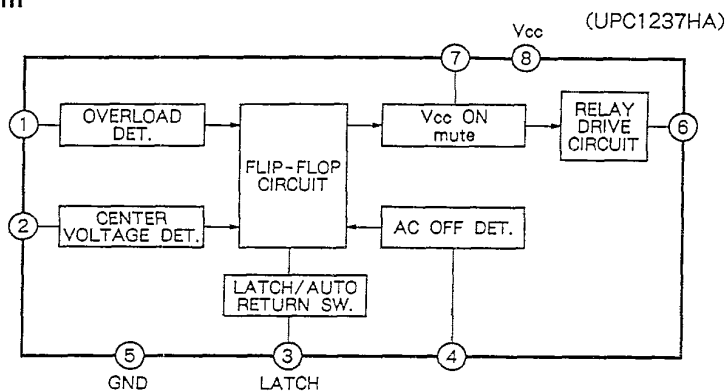 (UPC1237HA)
Vcc
7
8
1
OVERLOAD
DET.
FLIP-FLOP
CIRCUIT
Vcc ON
mute
RELAY
DRIVE
CIRCUIT
6
2
CENTER
VOLTAGE DET.
AC OFF DET.
LATCH/AUTO
RETURN SW.
5
3
4
GND
LATCH